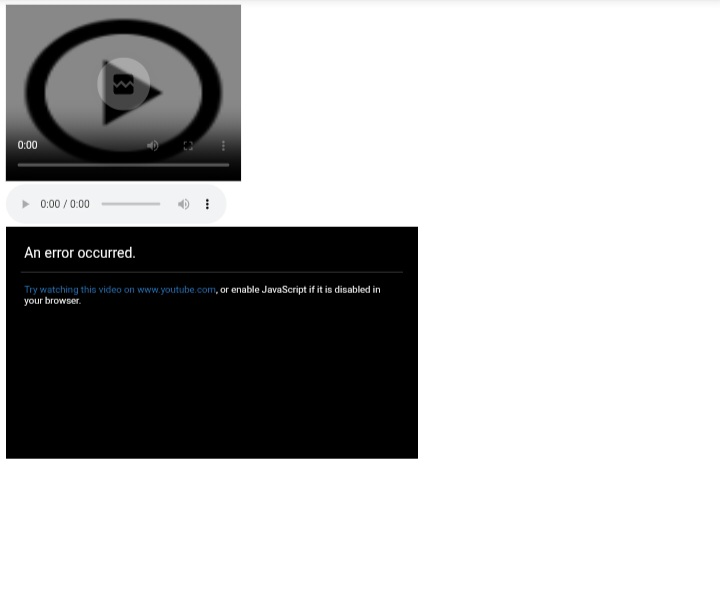 0:00
0:00 / 0:00
An error occurred.
Try watching this video on www.youtube.com, or enable JavaScript if it is disabled in
your browser.